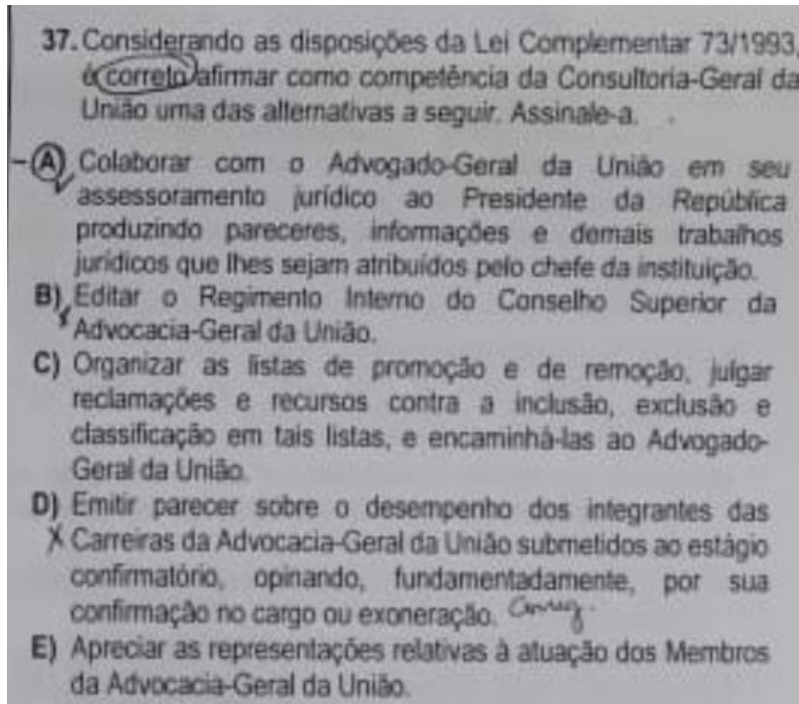 37. Considerando as disposições da Lei Complementar 73/1993,
é correto afirmar como competência da Consultoria-Geral da
União uma das alternativas a seguir. Assinale-a.
A) Colaborar com o Advogado-Geral da União em seu
assessoramento jurídico ao Presidente da República
produzindo pareceres, informações e demais trabalhos
jurídicos que lhes sejam atribuídos pelo chefe da instituição.
B) Editar o Regimento Interno do Conselho Superior da
Advocacia-Geral da União.
C) Organizar as listas de promoção e de remoção, julgar
reclamações e recursos contra a inclusão, exclusão e
classificação em tais listas, e encaminhá-las ao Advogado-
Geral da União.
D) Emitir parecer sobre o desempenho dos integrantes das
Carreiras da Advocacia-Geral da União submetidos ao estágio
confirmatório, opinando, fundamentadamente, por sua
confirmação no cargo ou exoneração.
E) Apreciar as representações relativas à atuação dos Membros
da Advocacia-Geral da União.